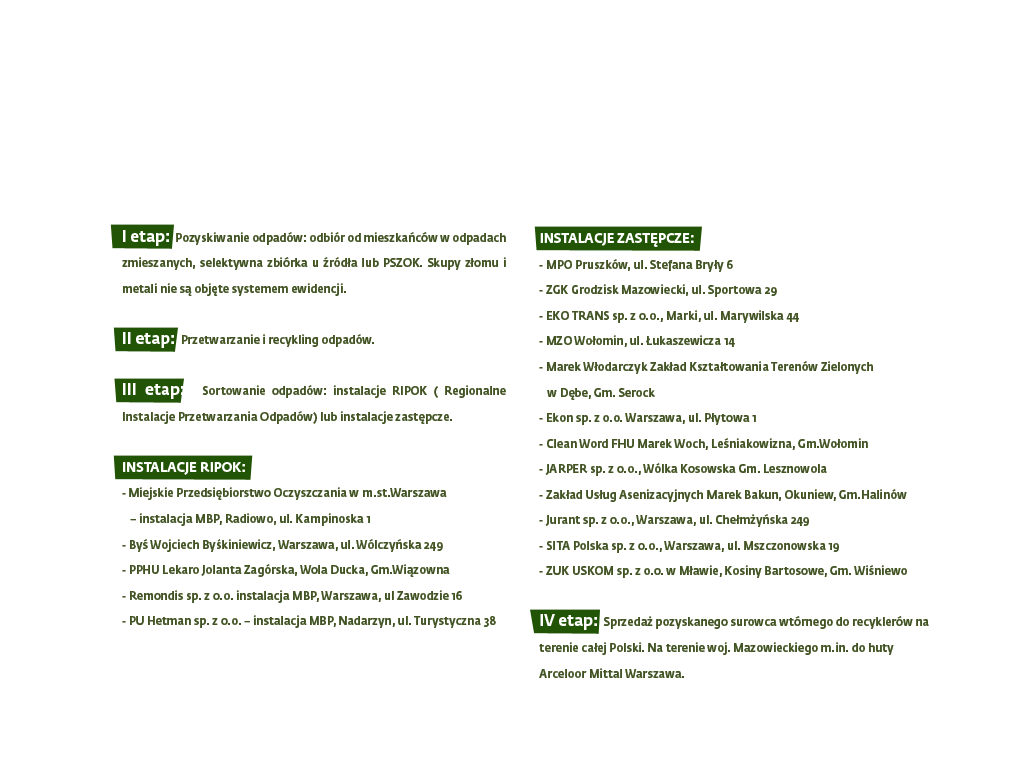 I etap: Pozyskiwanie odpadów: odbiór od mieszkańców w odpadach
zmieszanych, selektywna zbiórka u źródła lub PSZOK. Skupy złomu i
metali nie są objęte systemem ewidencji.
II etap: Przetwarzanie i recykling odpadów.
III etap: Sortowanie odpadów: instalacje RIPOK ( Regionalne
Instalacje Przetwarzania Odpadów) lub instalacje zastępcze.
INSTALACJE RIPOK:
- Miejskie Przedsiębiorstwo Oczyszczania w m.st.Warszawa
– instalacja MBP, Radiowo, ul. Kampinoska 1
- Byś Wojciech Byśkiniewicz, Warszawa, ul. Wólczyńska 249
- PPHU Lekaro Jolanta Zagórska, Wola Ducka, Gm.Wiązowna
- Remondis sp. z o.o. instalacja MBP, Warszawa, ul Zawodzie 16
- PU Hetman sp. z o.o. – instalacja MBP, Nadarzyn, ul. Turystyczna 38
INSTALACJE ZASTĘPCZE:
- MPO Pruszków, ul. Stefana Bryły 6
- ZGK Grodzisk Mazowiecki, ul. Sportowa 29
- EKO TRANS sp. z o.o., Marki, ul. Marywilska 44
- MZO Wołomin, ul. Łukaszewicza 14
- Marek Włodarczyk Zakład Kształtowania Terenów Zielonych
w Dębe, Gm. Serock
- Ekon sp. z o.o. Warszawa, ul. Płytowa 1
- Clean Word FHU Marek Woch, Leśniakowizna, Gm.Wołomin
- JARPER sp. z o.o., Wólka Kosowska Gm. Lesznowola
- Zakład Usług Asenizacyjnych Marek Bakun, Okuniew, Gm.Halinów
- Jurant sp. z o.o., Warszawa, ul. Chełmżyńska 249
- SITA Polska sp. z o.o., Warszawa, ul. Mszczonowska 19
- ZUK USKOM sp. z o.o. w Mławie, Kosiny Bartosowe, Gm. Wiśniewo
IV etap: Sprzedaż pozyskanego surowca wtórnego do recyklerów na
terenie całej Polski. Na terenie woj. Mazowieckiego m.in. do huty
Arceloor Mittal Warszawa.